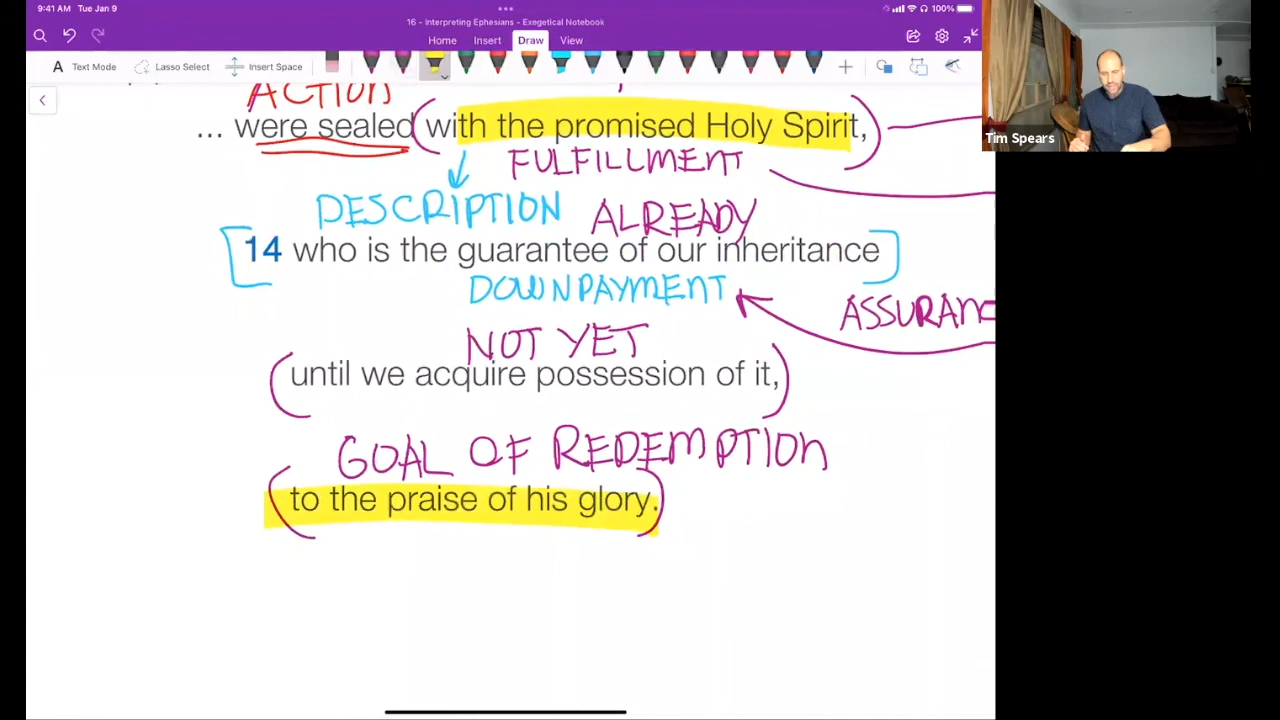 9:41 AM Tue Jan 9
100%
16 - Interpreting Ephesians - Exegetical Notebook
Home Insert Draw View
Text Mode Lasso Select Insert Space
ACTION
... were sealed with the promised Holy Spirit,
Tim Spears
FULFILLMENT
DESCRIPTION ALREADY
14 who is the guarantee of our inheritance
DOWNPAYMENT
ASSURANC
NOT YET
until we acquire possession of it,
GOAL OF REDEMPTION
to the praise of his glory.